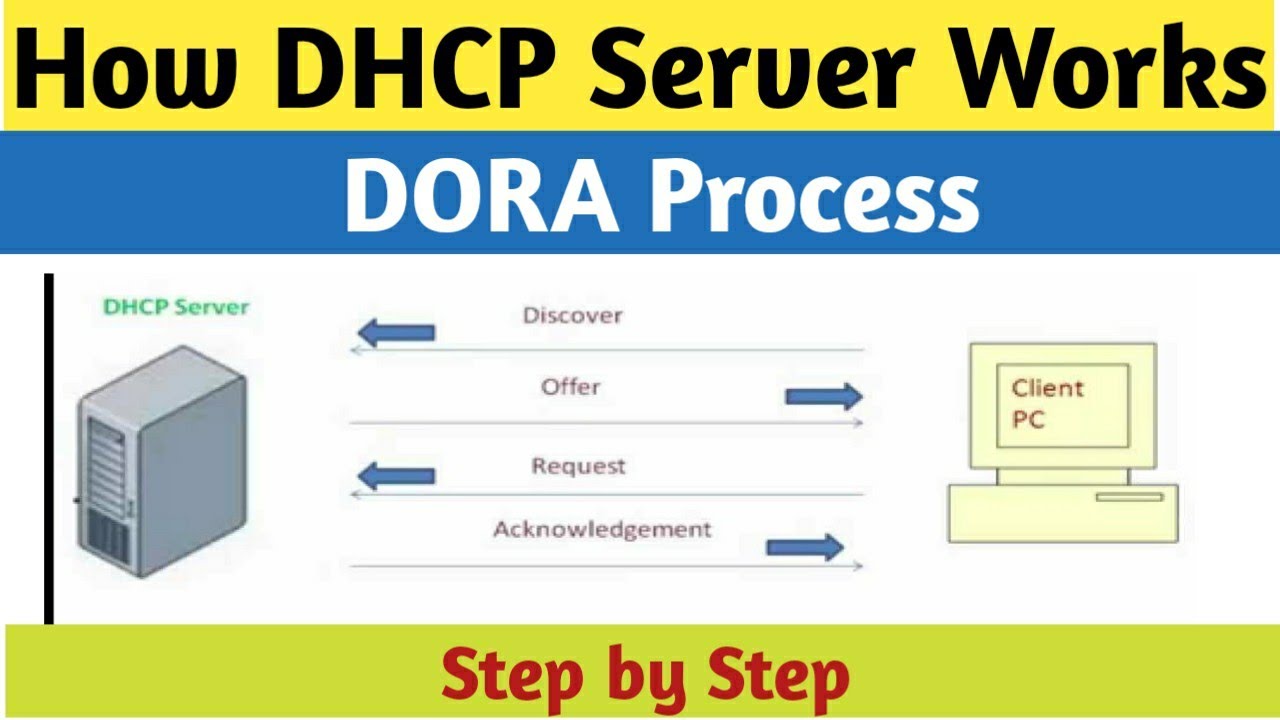 How DHCP Server Works
DORA Process
DHCP Server
Discover
Offer
Client
PC
Request
Acknowledgement
Step by Step